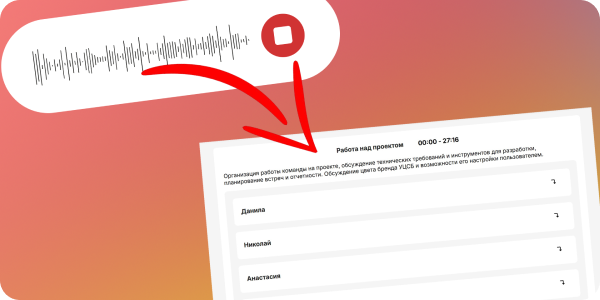 Работа над проектом 00:00 - 27:16
Организация работы команды на проекте, обсуждение технических требований и инструментов для разработки,
планирование встреч и отчетности. Обсуждение цвета бренда УЦСБ и возможности его настройки пользователем.
Данила
Николай
Анастасия